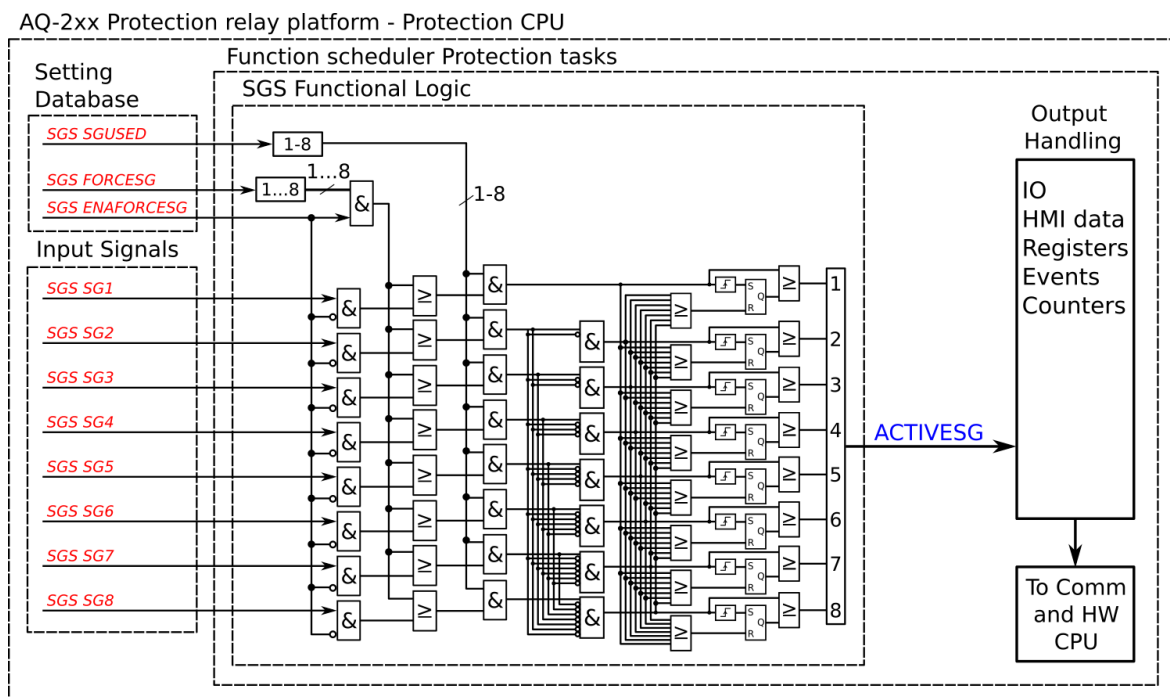 AQ-2xx Protection relay platform - Protection CPU
Function scheduler Protection tasks
Setting
Database
SGS Functional Logic
SGS SGUSED
1-8
SGS FORCESG
1...8
1...8
&
1-8
SGS ENAFORCESG
Input Signals
SGS SG1
&
≥
&
≥
S
Q
R
≥
1
SGS SG2
&
≥
&
&
≥
S
Q
R
≥
2
SGS SG3
&
≥
&
&
≥
S
Q
R
≥
3
SGS SG4
&
≥
&
&
≥
S
Q
R
≥
4
SGS SG5
&
≥
&
&
≥
S
Q
R
≥
5
SGS SG6
&
≥
&
&
≥
S
Q
R
≥
6
SGS SG7
&
≥
&
&
≥
S
Q
R
≥
7
SGS SG8
&
≥
&
&
≥
S
Q
R
≥
8
ACTIVESG
Output
Handling
IO
HMI data
Registers
Events
Counters
To Comm
and HW
CPU